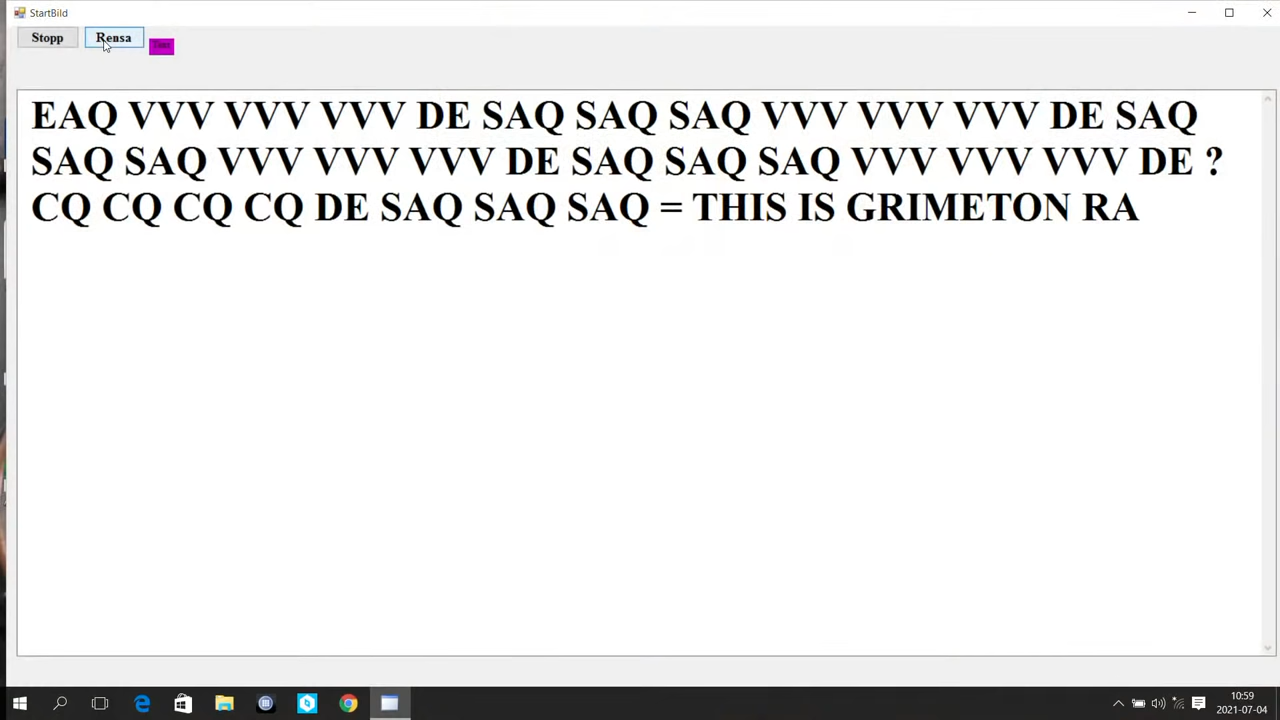 StartBild
Stopp Rensa
EAQ VVV VVV VVV DE SAQ SAQ SAQ VVV VVV VVV DE SAQ
SAQ SAQ VVV VVV VVV DE SAQ SAQ SAQ VVV VVV VVV DE ?
CQ CQ CQ CQ DE SAQ SAQ SAQ = THIS IS GRIMETON RA
10:59
2021-07-04